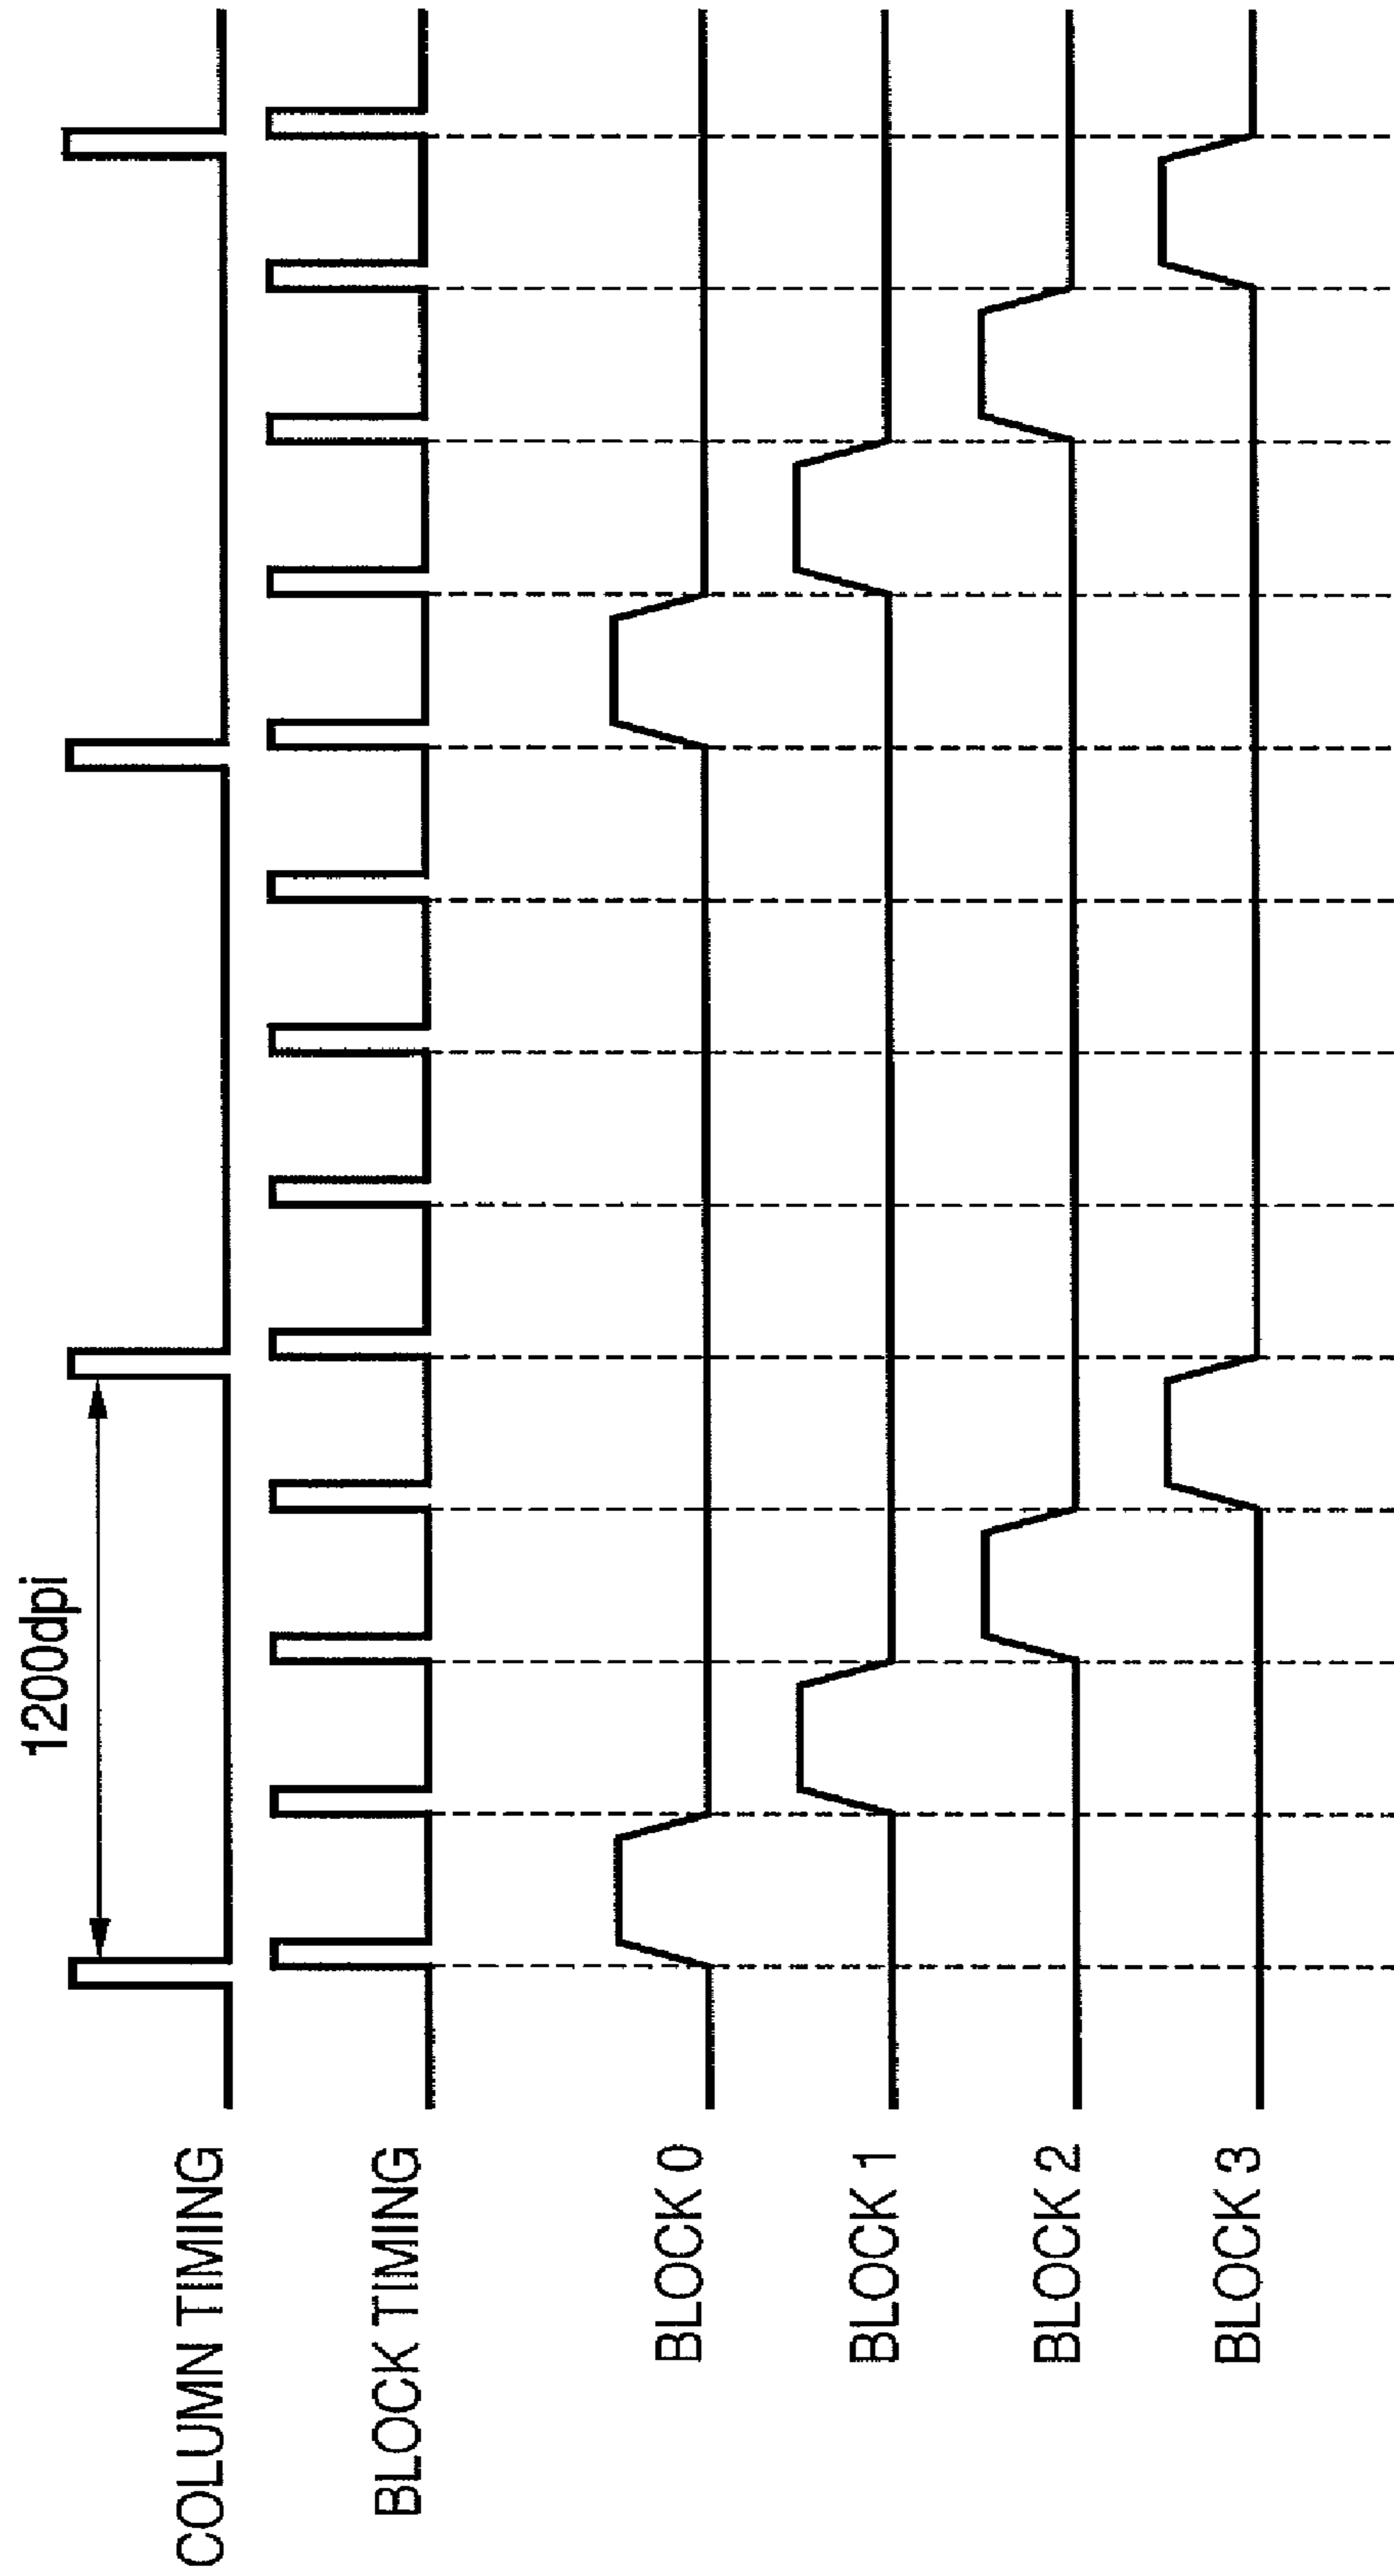 1200dpi
COLUMN TIMING
BLOCK TIMING
BLOCK 0
BLOCK 1
BLOCK 2
BLOCK 3